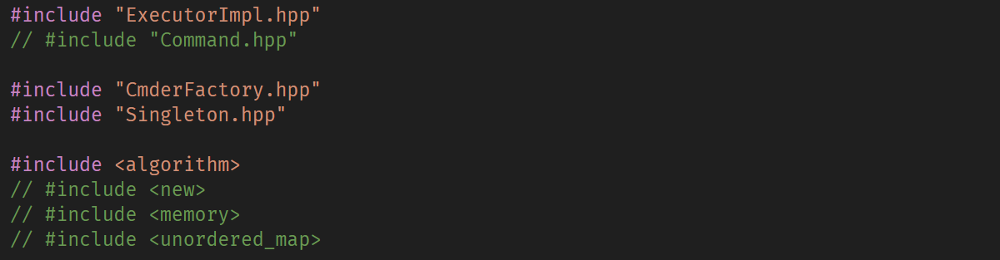 #include "ExecutorImpl.hpp"
// #include "Command.hpp"
#include "CmderFactory.hpp"
#include "Singleton.hpp"
#include <algorithm>
// #include <new>
// #include <memory>
// #include <unordered_map>